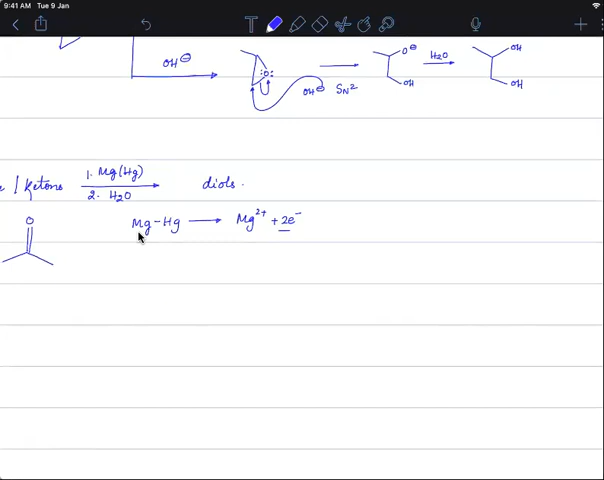 9:41 AM Tue 9 Jan
OH⊖
:O:
OH⊖ SN2
O⊖
OH
H2O
OH
OH
e / Ketons 1. Mg(Hg) diols.
2. H2O
O
Mg-Hg ⟶ Mg2+ + 2e-